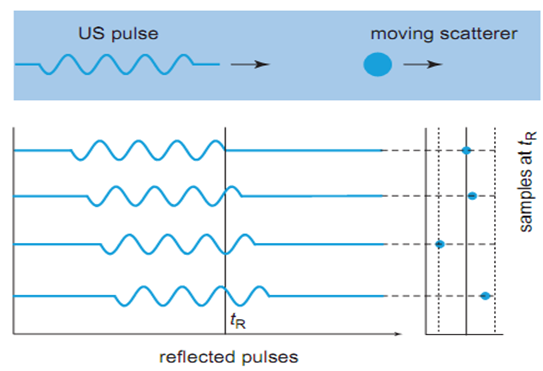 US pulse
moving scatterer
samples at tR
tR
reflected pulses